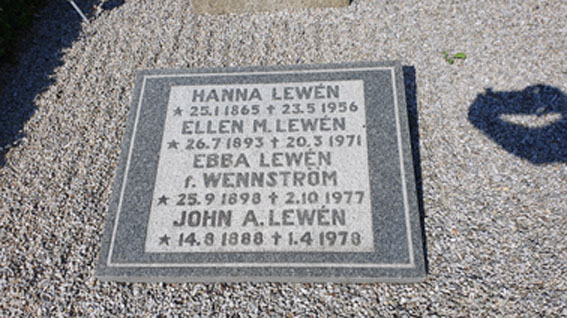 HANNA LEWÉN
* 25.1 1865 † 23.5 1956
ELLEN M. LEWÉN
* 26.7 1893 † 20.3 1971
EBBA LEWÉN
f. WENNSTRÖM
* 25.9 1898 † 2.10 1977
JOHN A. LEWÉN
* 14.8 1888 † 1.4 1978